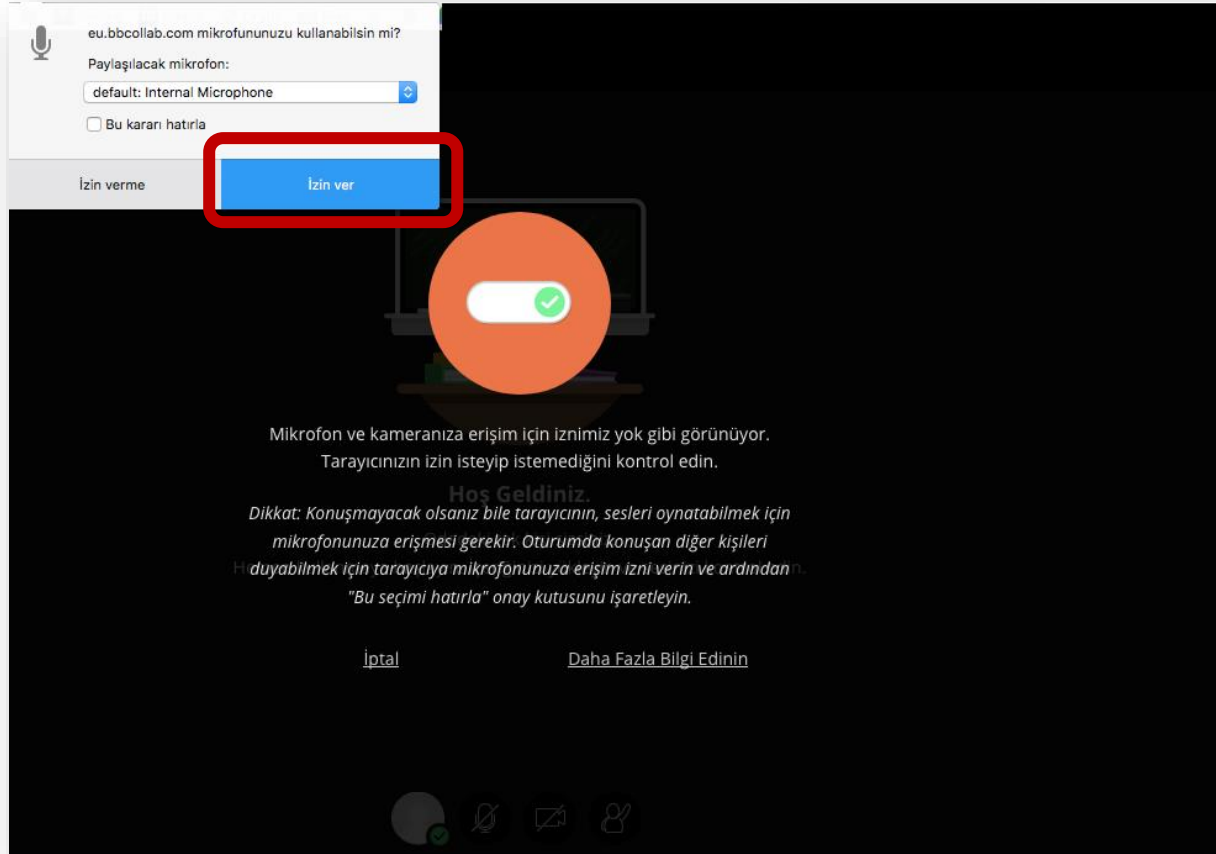 eu.bbcollab.com mikrofununuzu kullanabilsin mi?
Paylaşılacak mikrofon:
default: Internal Microphone
Bu kararı hatırla
İzin verme
İzin ver
Mikrofon ve kameranıza erişim için iznimiz yok gibi görünüyor.
Tarayıcınızın izin isteyip istemediğini kontrol edin.
Hoş Geldiniz.
Dikkat: Konuşmayacak olsanız bile tarayıcının, sesleri oynatabilmek için
mikrofonunuza erişmesi gerekir. Oturumda konuşan diğer kişileri
duyabilmek için tarayıcıya mikrofonunuza erişim izni verin ve ardından
"Bu seçimi hatırla" onay kutusunu işaretleyin.
İptal
Daha Fazla Bilgi Edinin